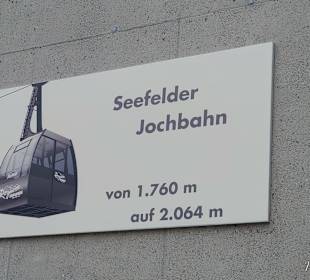 Seefelder
Jochbahn
von 1.760 m
auf 2.064 m